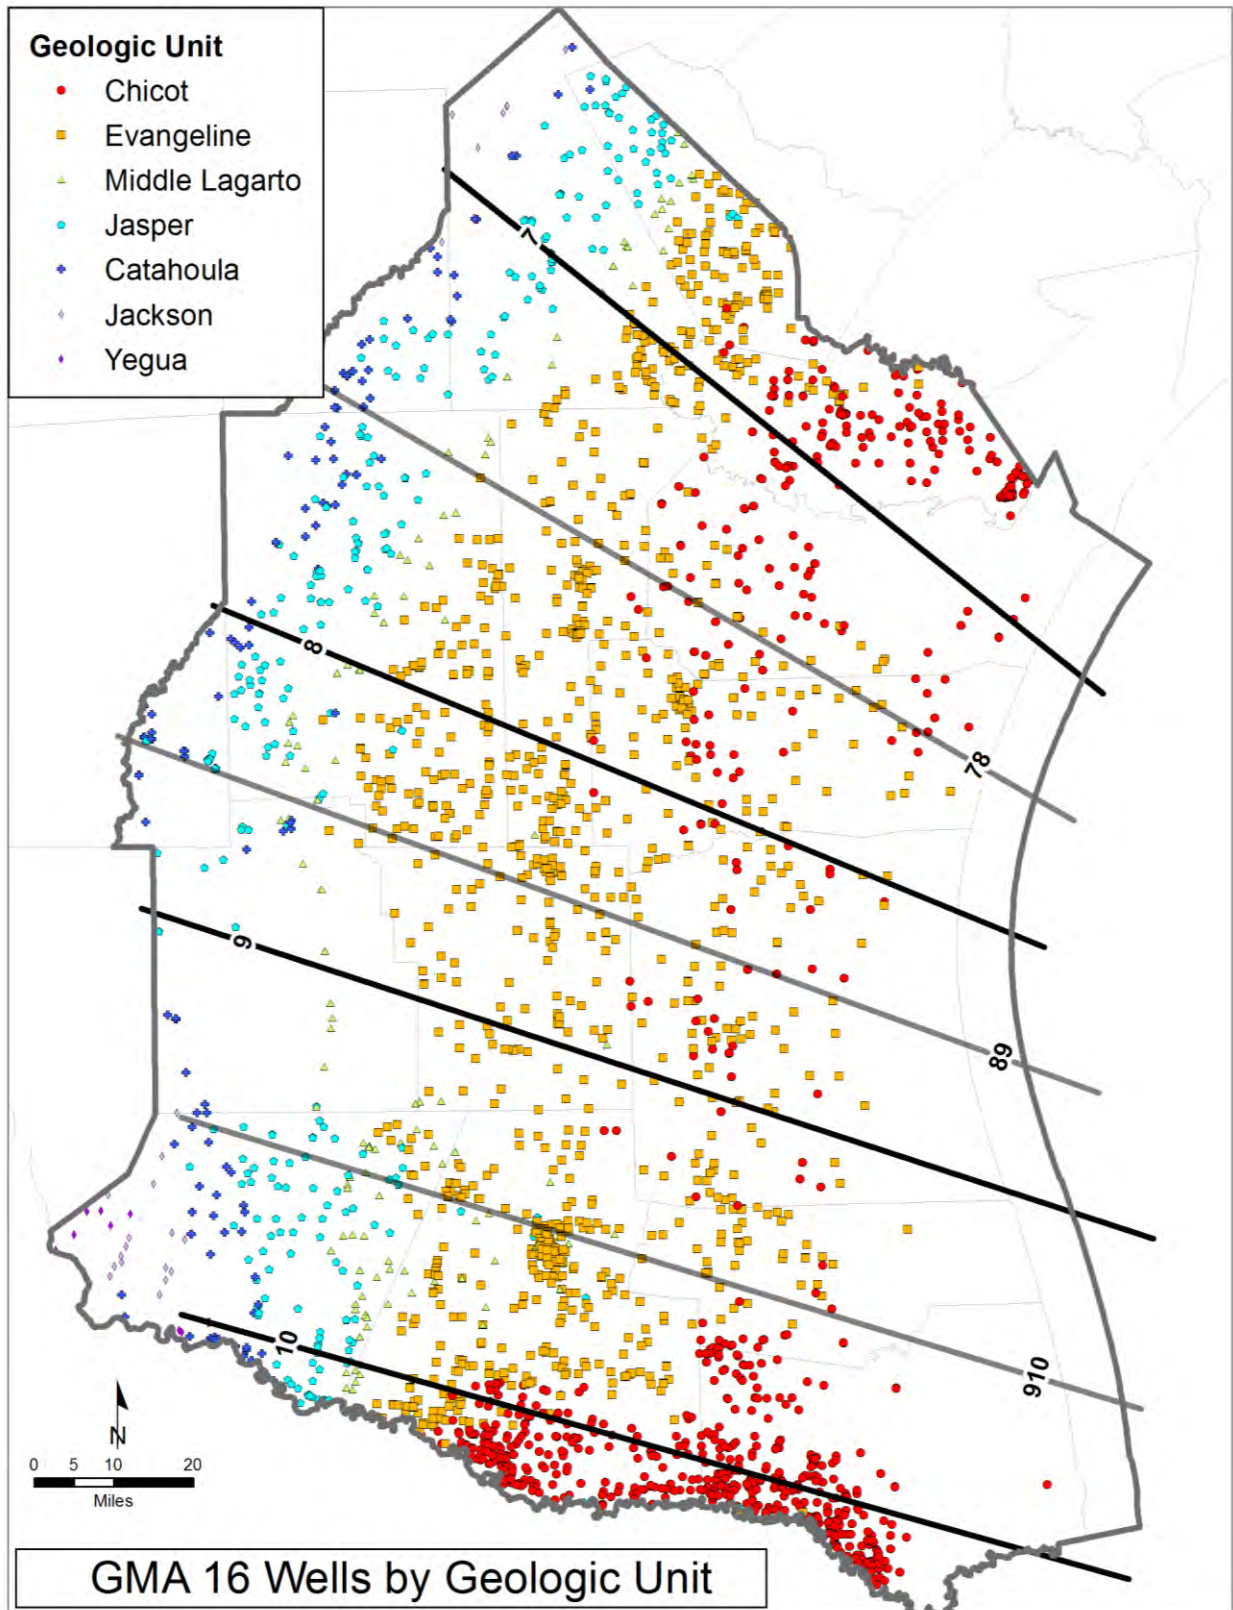 Geologic Unit
Chicot
Evangeline
Middle Lagarto
Jasper
Catahoula
Jackson
Yegua
7
8
78
9
89
10
910
N
0 5 10 20
Miles
GMA 16 Wells by Geologic Unit